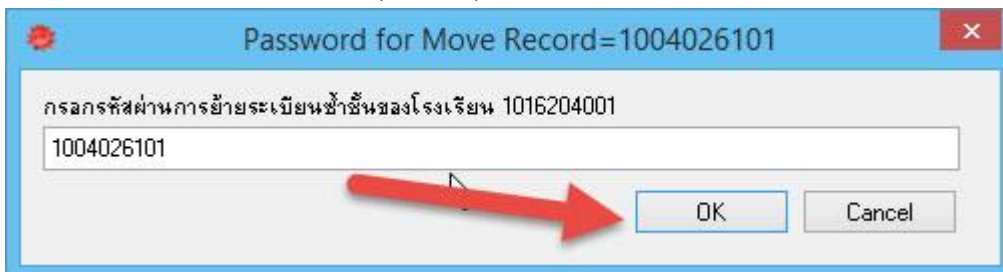 Password for Move Record=1004026101
กรอกรหัสผ่านการย้ายระเบียนซ้ำชั้นของโรงเรียน 1016204001
1004026101
OK Cancel